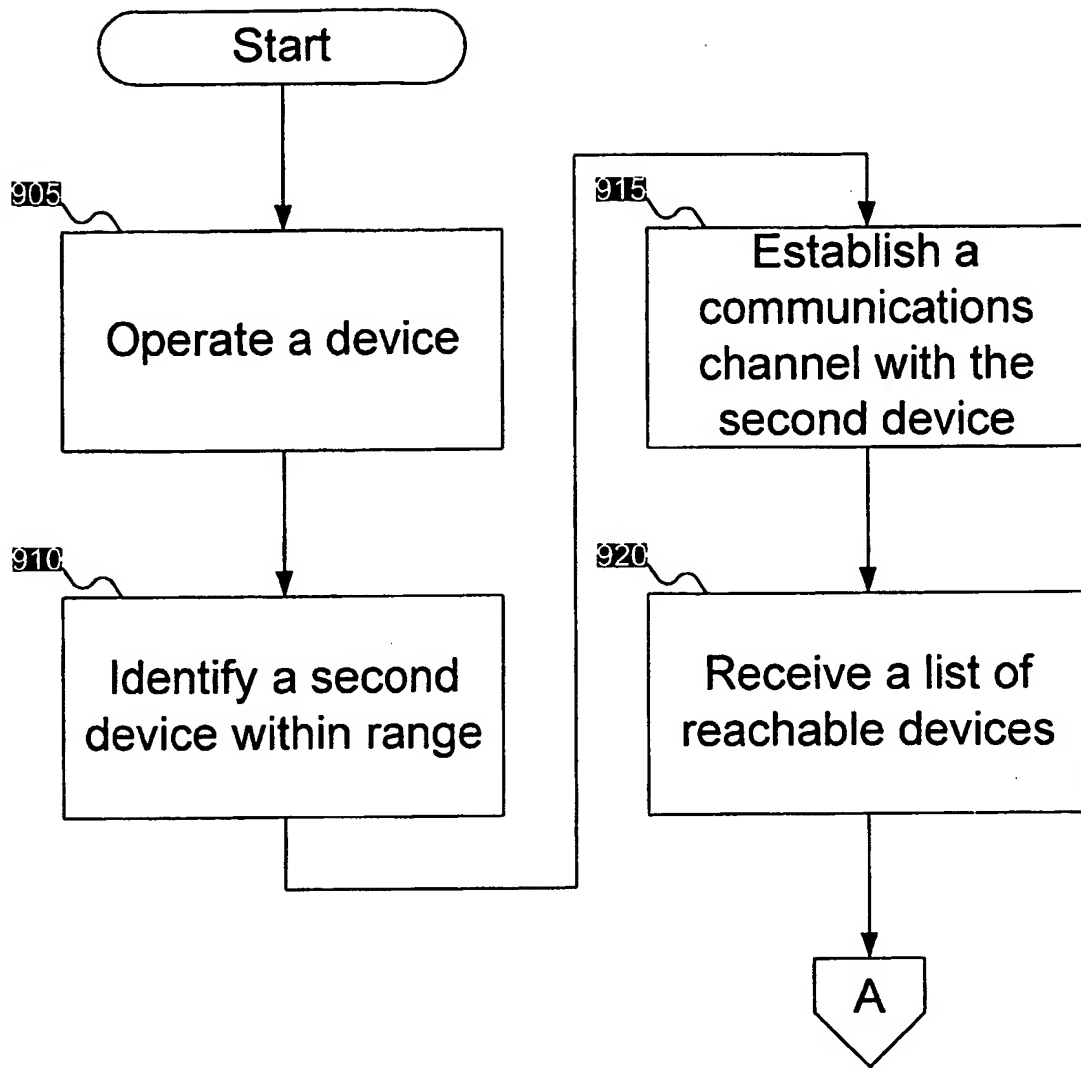 Start
905
Operate a device
910
Identify a second
device within range
915
Establish a
communications
channel with the
second device
920
Receive a list of
reachable devices
A